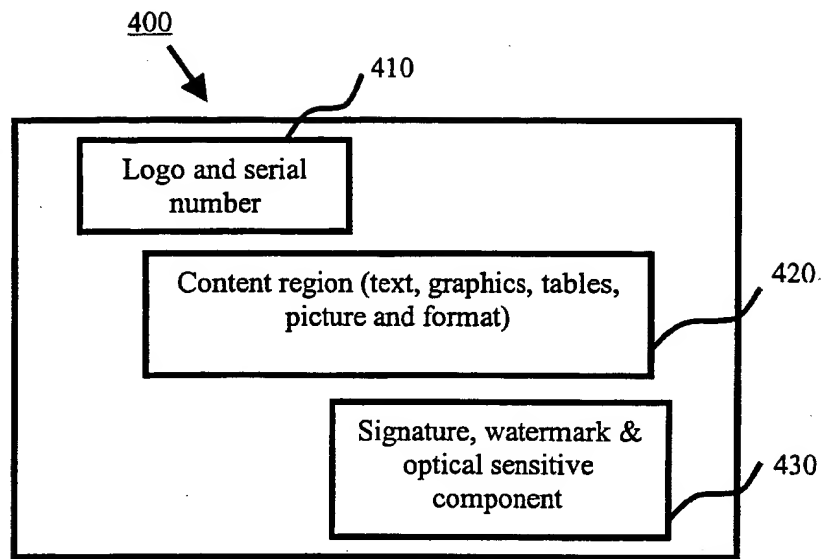 400
410
Logo and serial
number
Content region (text, graphics, tables,
picture and format)
420
Signature, watermark &
optical sensitive
component
430